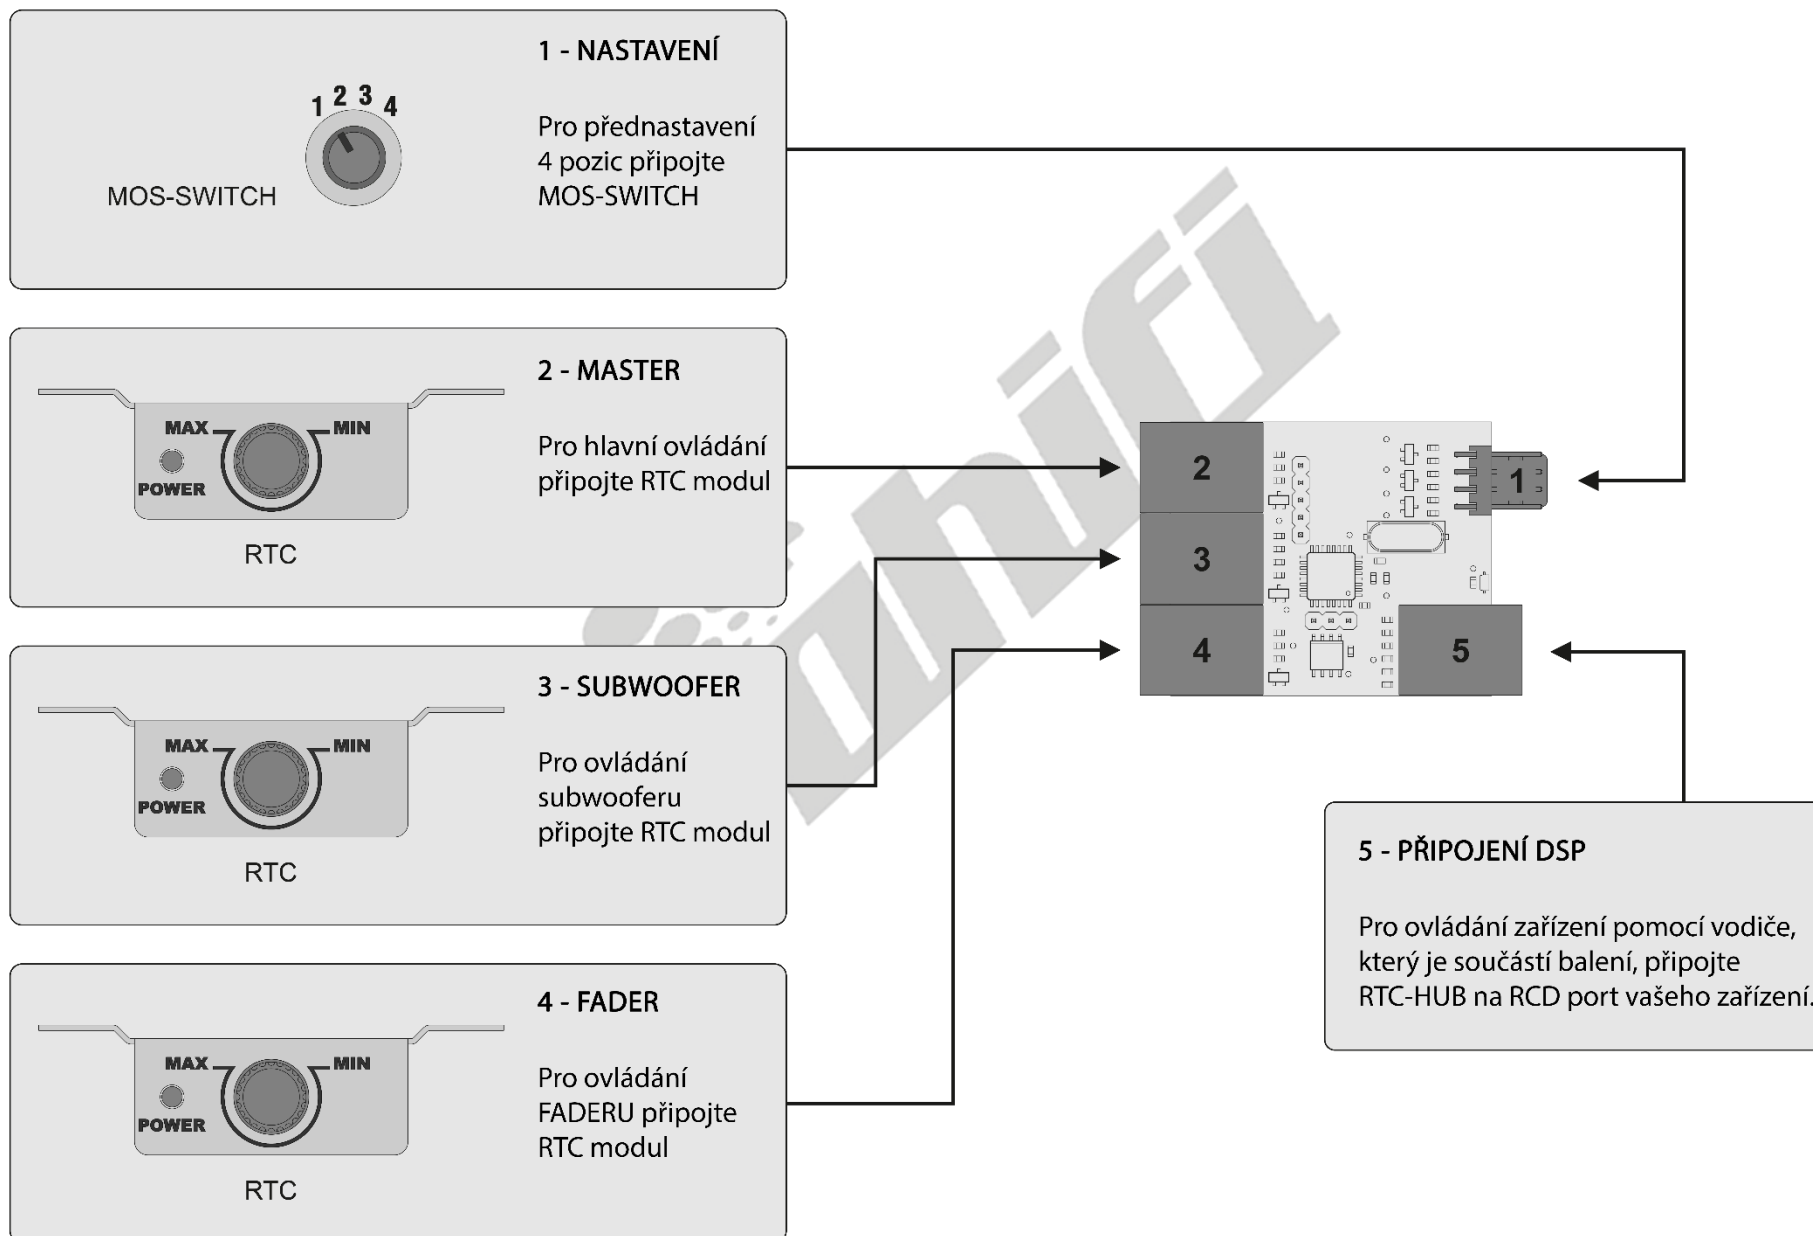 1 - NASTAVENÍ
1 2 3 4
Pro přednastavení
4 pozic připojte
MOS-SWITCH
MOS-SWITCH
2 - MASTER
MAX MIN
POWER
RTC
Pro hlavní ovládání
připojte RTC modul
3 - SUBWOOFER
MAX MIN
POWER
RTC
Pro ovládání
subwooferu
připojte RTC modul
4 - FADER
MAX MIN
POWER
RTC
Pro ovládání
FADERU připojte
RTC modul
2
1
3
4
5
5 - PŘIPOJENÍ DSP
Pro ovládání zařízení pomocí vodiče,
který je součástí balení, připojte
RTC-HUB na RCD port vašeho zařízení.